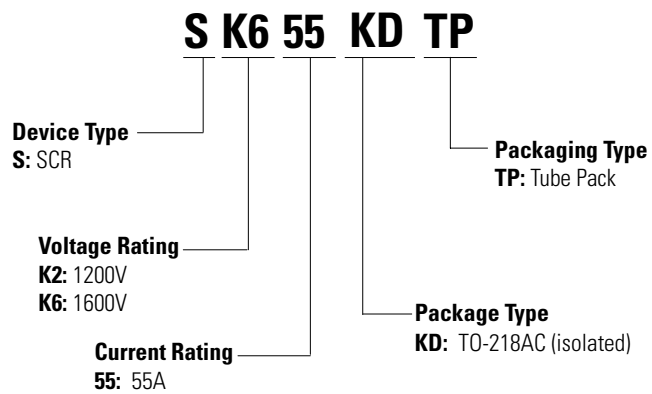 S K6 55 KD TP
Device Type
S: SCR
Packaging Type
TP: Tube Pack
Voltage Rating
K2: 1200V
K6: 1600V
Package Type
KD: TO-218AC (isolated)
Current Rating
55: 55A